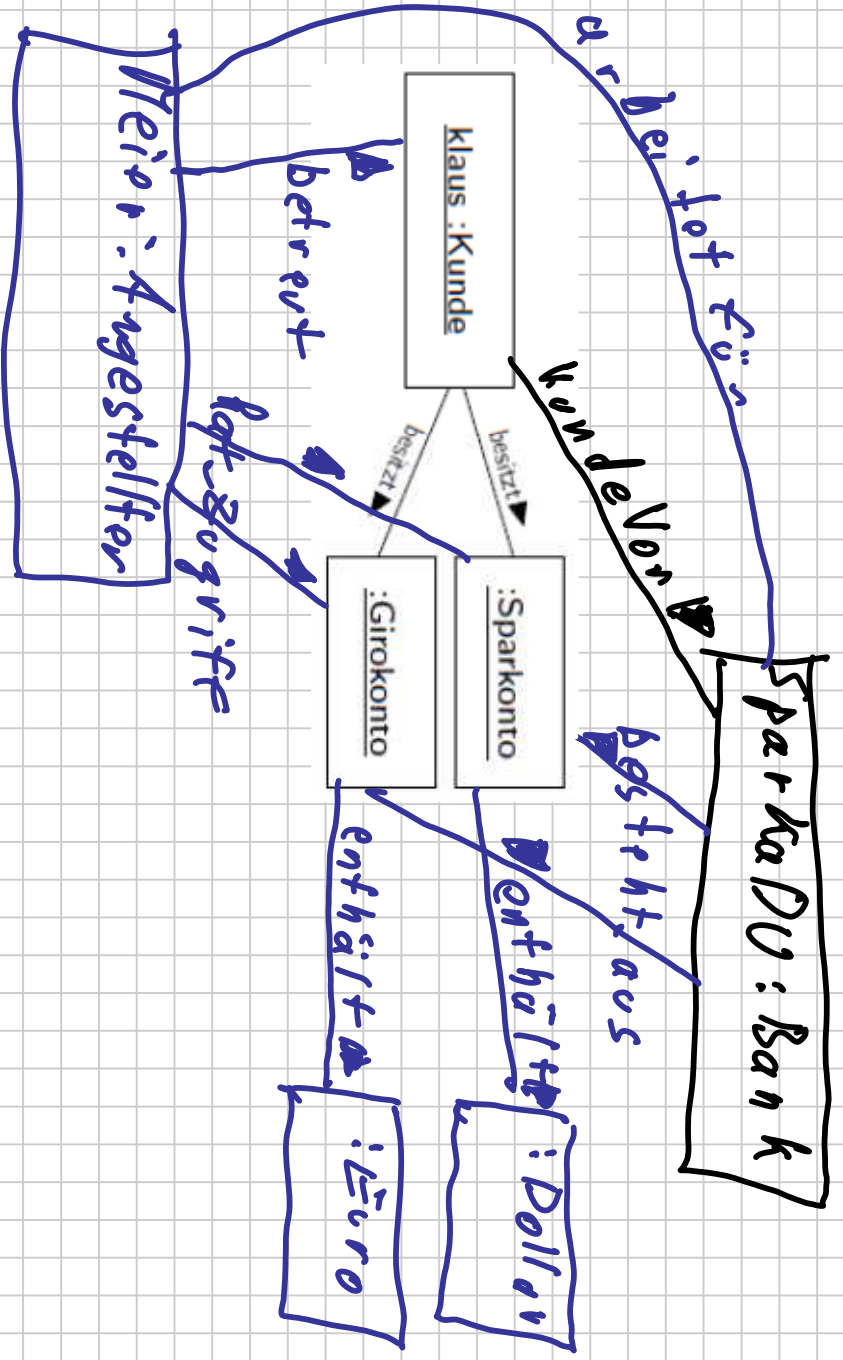 arbeitet für
SparkaDU : Bank
kundeVon
besteht aus
klaus :Kunde
besitzt
:Sparkonto
enthält
:Dollar
besitzt
:Girokonto
enthält
:Euro
betreut
hat Zugriff
Meier : Angestellter